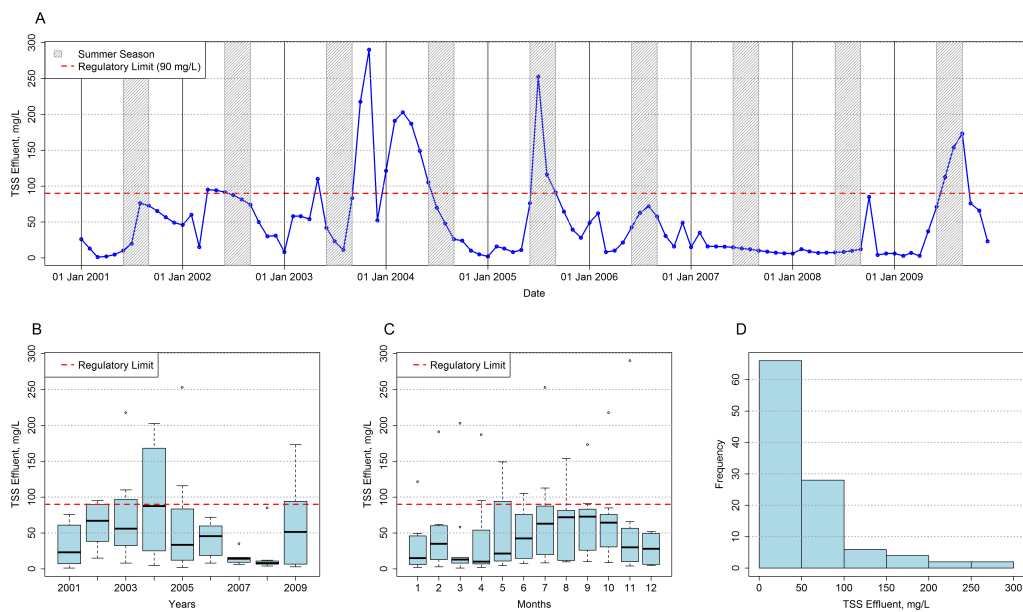 A
Summer Season
Regulatory Limit (90 mg/L)
TSS Effluent, mg/L
300
250
200
150
100
50
0
01 Jan 2001 01 Jan 2002 01 Jan 2003 01 Jan 2004 01 Jan 2005 01 Jan 2006 01 Jan 2007 01 Jan 2008 01 Jan 2009
Date
B
Regulatory Limit
TSS Effluent, mg/L
300
250
200
150
100
50
0
2001 2003 2005 2007 2009
Years
C
Regulatory Limit
TSS Effluent, mg/L
300
250
200
150
100
50
0
1 2 3 4 5 6 7 8 9 10 11 12
Months
D
Frequency
60
50
40
30
20
10
0
0 50 100 150 200 250 300
TSS Effluent, mg/L